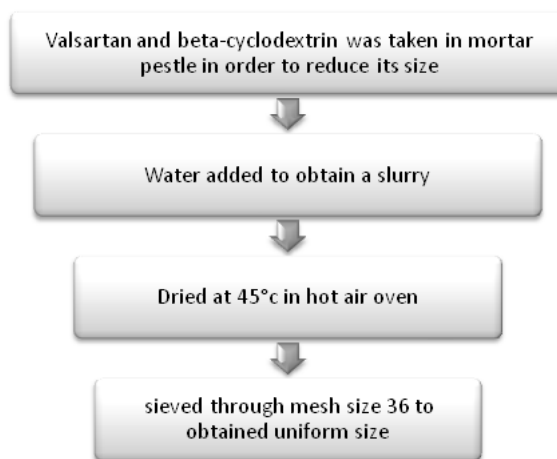 Valsartan and beta-cyclodextrin was taken in mortar
pestle in order to reduce its size
Water added to obtain a slurry
Dried at 45°c in hot air oven
sieved through mesh size 36 to
obtained uniform size